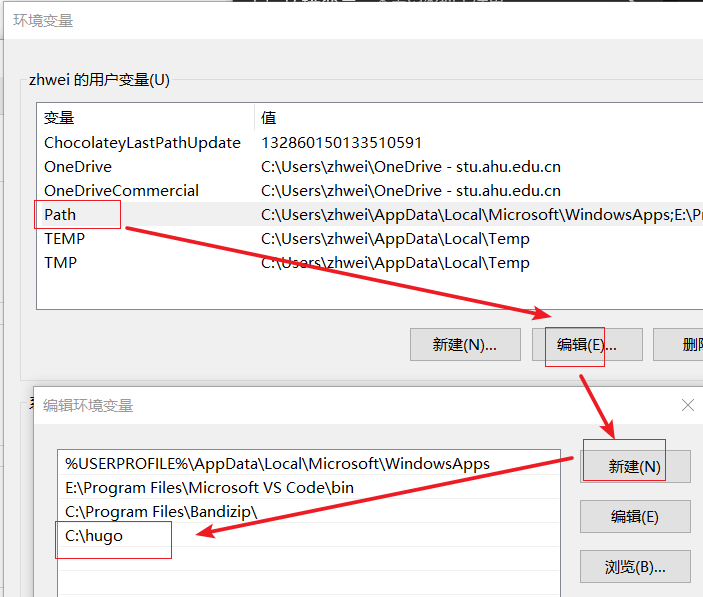 环境变量
zhwei 的用户变量(U)
变量 值
ChocolateyLastPathUpdate 132860150133510591
OneDrive C:\Users\zhwei\OneDrive - stu.ahu.edu.cn
OneDriveCommercial C:\Users\zhwei\OneDrive - stu.ahu.edu.cn
Path C:\Users\zhwei\AppData\Local\Microsoft\WindowsApps;E:\Pr
TEMP C:\Users\zhwei\AppData\Local\Temp
TMP C:\Users\zhwei\AppData\Local\Temp
新建(N)... 编辑(E)... 删
编辑环境变量
%USERPROFILE%\AppData\Local\Microsoft\WindowsApps
新建(N)
E:\Program Files\Microsoft VS Code\bin
C:\Program Files\Bandizip\
编辑(E)
C:\hugo
浏览(B)...